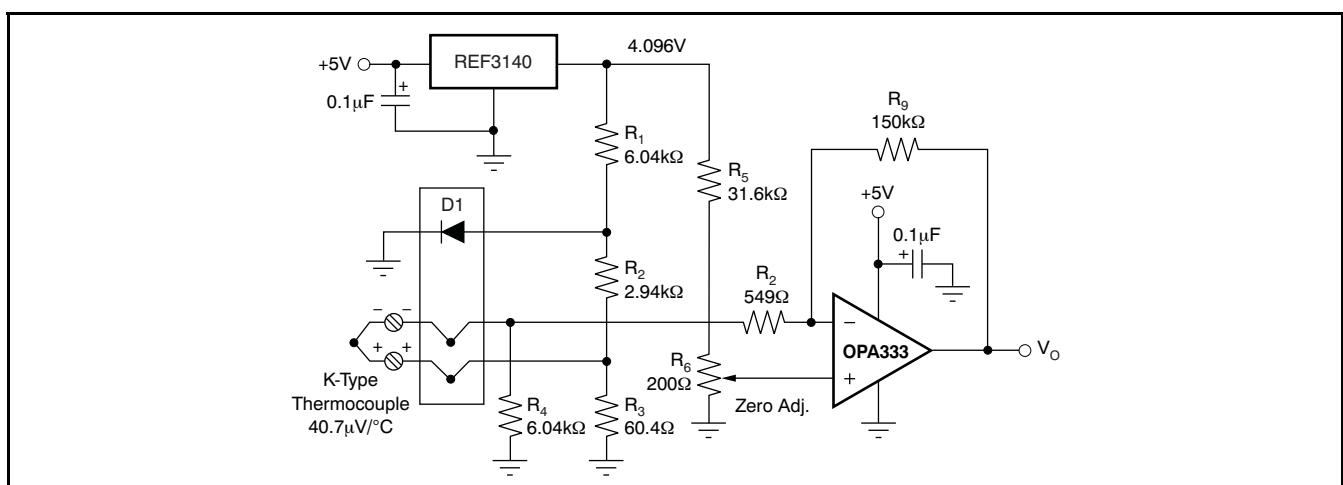 4.096V
+5V
REF3140
+
0.1µF
R9
150kΩ
R1
6.04kΩ
R5
31.6kΩ
+5V
D1
0.1µF
+
R2
2.94kΩ
R2
549Ω
− −
+ +
−
OPA333
+
VO
R6
200Ω
Zero Adj.
K-Type
Thermocouple
40.7µV/°C
R4
6.04kΩ
R3
60.4Ω